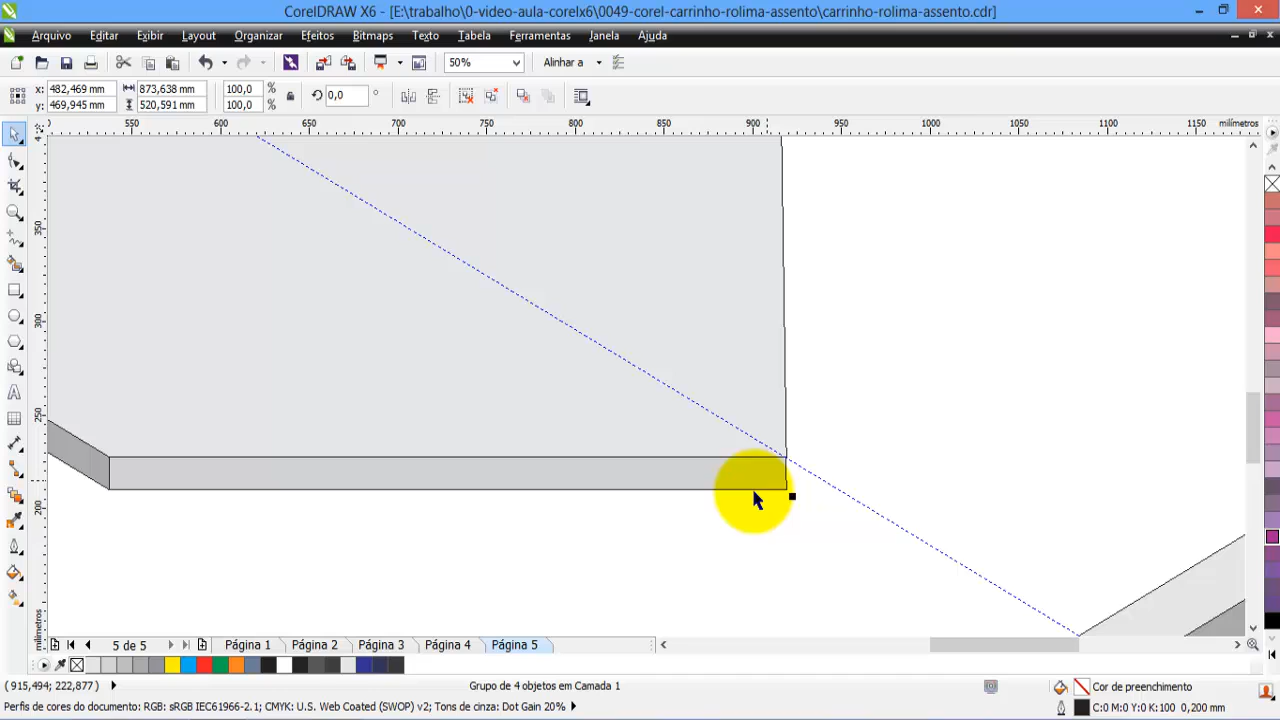 CorelDRAW X6 - [E:\trabalho\0-video-aula-corelx6\0049-corel-carrinho-rolima-assento\carrinho-rolima-assento.cdr]
Arquivo Editar Exibir Layout Organizar Efeitos Bitmaps Texto Tabela Ferramentas Janela Ajuda
50% Alinhar a
x: 482,469 mm 873,638 mm 100,0 % 0,0 °
y: 469,945 mm 520,591 mm 100,0 %
550 600 650 700 750 800 850 900 950 1000 1050 1100 1150 milímetros
350
300
250
200
milímetros
5 de 5 Página 1 Página 2 Página 3 Página 4 Página 5
(915,494; 222,877) Grupo de 4 objetos em Camada 1 Cor de preenchimento
Perfis de cores do documento: RGB: sRGB IEC61966-2.1; CMYK: U.S. Web Coated (SWOP) v2; Tons de cinza: Dot Gain 20% C:0 M:0 Y:0 K:100 0,200 mm